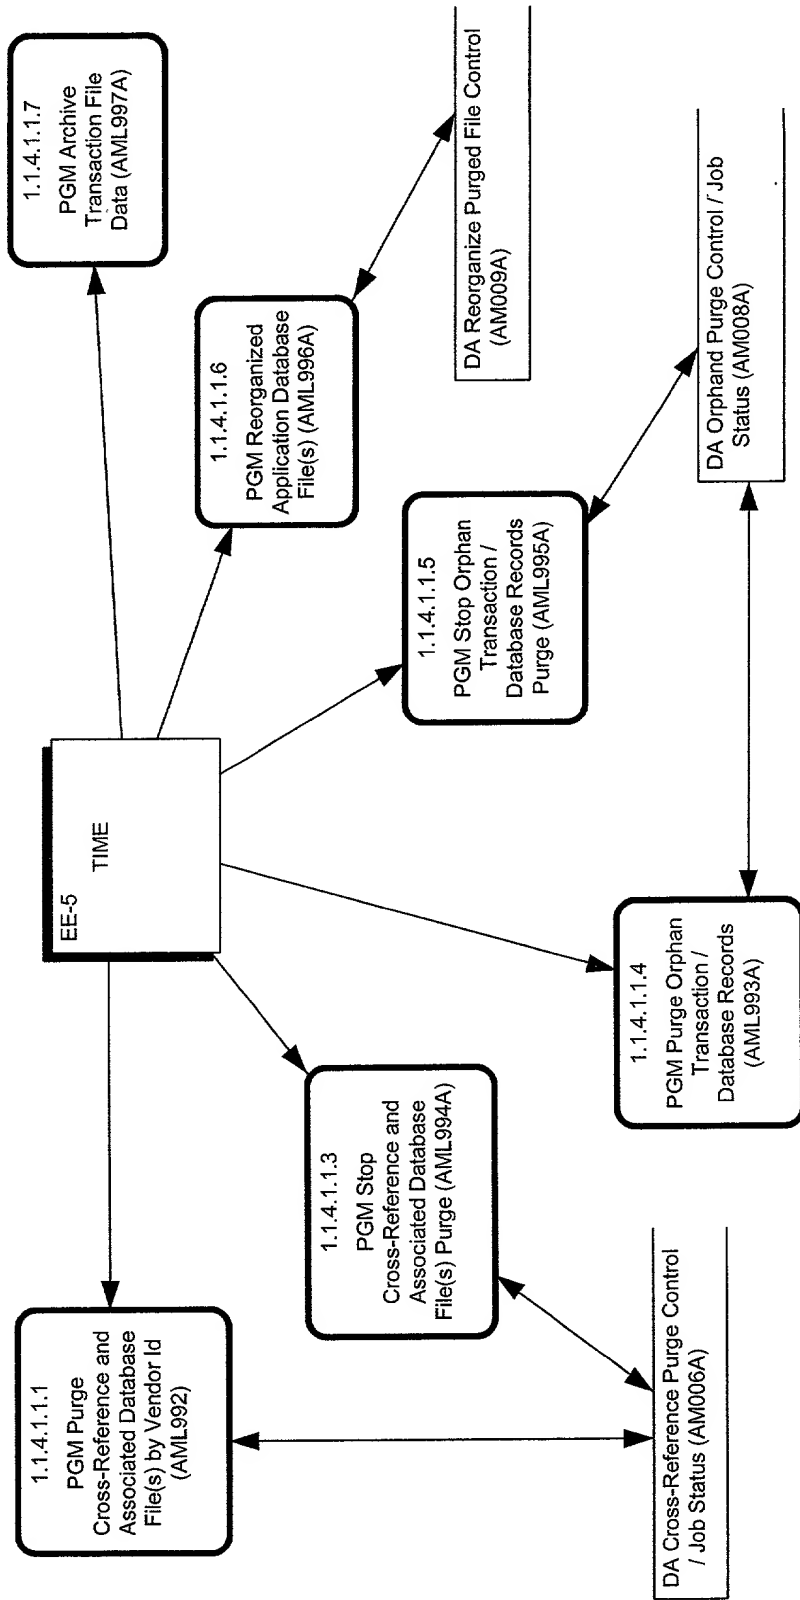 1.1.4.1.1.1
PGM Purge
Cross-Reference and
Associated Database
File(s) by Vendor Id
(AML992)
EE-5
TIME
1.1.4.1.1.7
PGM Archive
Transaction File
Data (AML997A)
1.1.4.1.1.6
PGM Reorganized
Application Database
File(s) (AML996A)
1.1.4.1.1.3
PGM Stop
Cross-Reference and
Associated Database
File(s) Purge (AML994A)
1.1.4.1.1.5
PGM Stop Orphan
Transaction /
Database Records
Purge (AML995A)
DA Reorganize Purged File Control
(AM009A)
1.1.4.1.1.4
PGM Purge Orphan
Transaction /
Database Records
(AML993A)
DA Cross-Reference Purge Control
/ Job Status (AM006A)
DA Orphand Purge Control / Job
Status (AM008A)